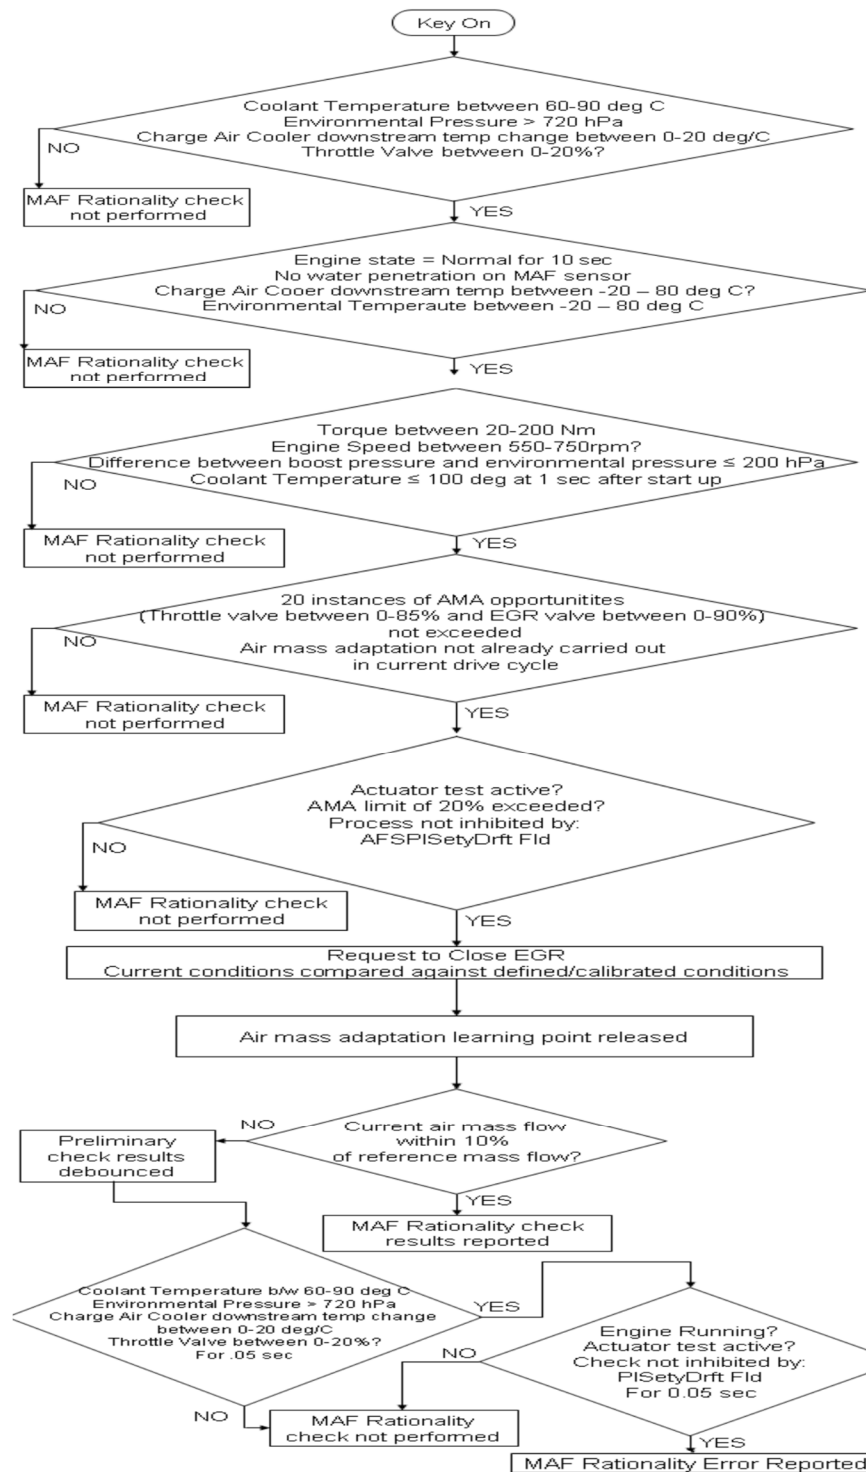 Key On
Coolant Temperature between 60-90 deg C
Environmental Pressure > 720 hPa
Charge Air Cooler downstream temp change between 0-20 deg/C
Throttle Valve between 0-20%?
NO
MAF Rationality check
not performed
YES
Engine state = Normal for 10 sec
No water penetration on MAF sensor
Charge Air Cooer downstream temp between -20 – 80 deg C?
Environmental Temperaute between -20 – 80 deg C
NO
MAF Rationality check
not performed
YES
Torque between 20-200 Nm
Engine Speed between 550-750rpm?
Difference between boost pressure and environmental pressure ≤ 200 hPa
Coolant Temperature ≤ 100 deg at 1 sec after start up
NO
MAF Rationality check
not performed
YES
20 instances of AMA opportunitites
(Throttle valve between 0-85% and EGR valve between 0-90%)
not exceeded
Air mass adaptation not already carried out
in current drive cycle
NO
MAF Rationality check
not performed
YES
Actuator test active?
AMA limit of 20% exceeded?
Process not inhibited by:
AFSPlSetyDrft FId
NO
MAF Rationality check
not performed
YES
Request to Close EGR
Current conditions compared against defined/calibrated conditions
Air mass adaptation learning point released
Current air mass flow
within 10%
of reference mass flow?
NO
Preliminary
check results
debounced
YES
MAF Rationality check
results reported
Coolant Temperature b/w 60-90 deg C
Environmental Pressure > 720 hPa
Charge Air Cooler downstream temp change
between 0-20 deg/C
Throttle Valve between 0-20%?
For .05 sec
YES
Engine Running?
Actuator test active?
Check not inhibited by:
PlSetyDrft FId
For 0.05 sec
NO
NO
MAF Rationality
check not performed
YES
MAF Rationality Error Reported